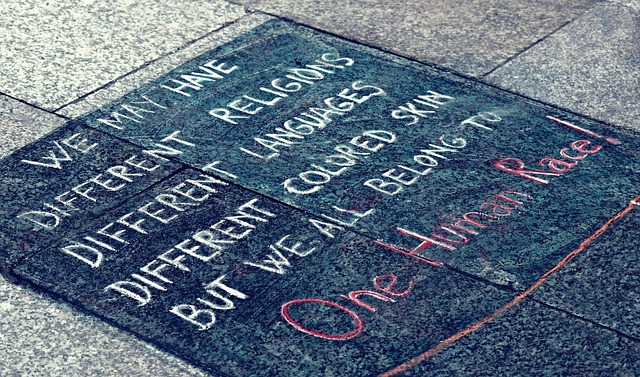 WE MAY HAVE
DIFFERENT RELIGIONS
DIFFERENT LANGUAGES
DIFFERENT COLORED SKIN
BUT WE ALL BELONG TO
One Human Race!